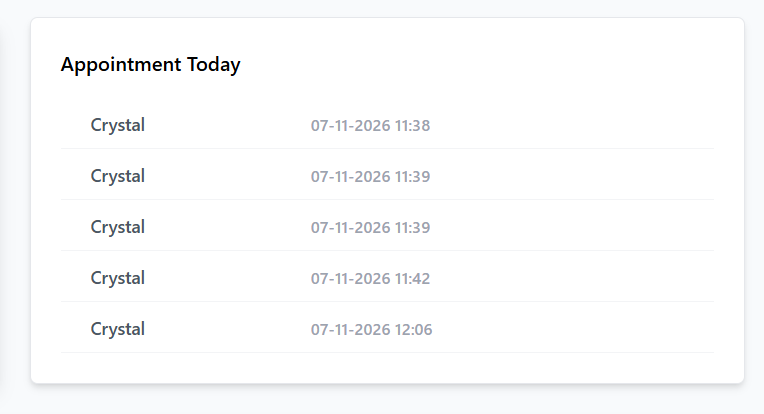 Appointment Today
Crystal 07-11-2026 11:38
Crystal 07-11-2026 11:39
Crystal 07-11-2026 11:39
Crystal 07-11-2026 11:42
Crystal 07-11-2026 12:06